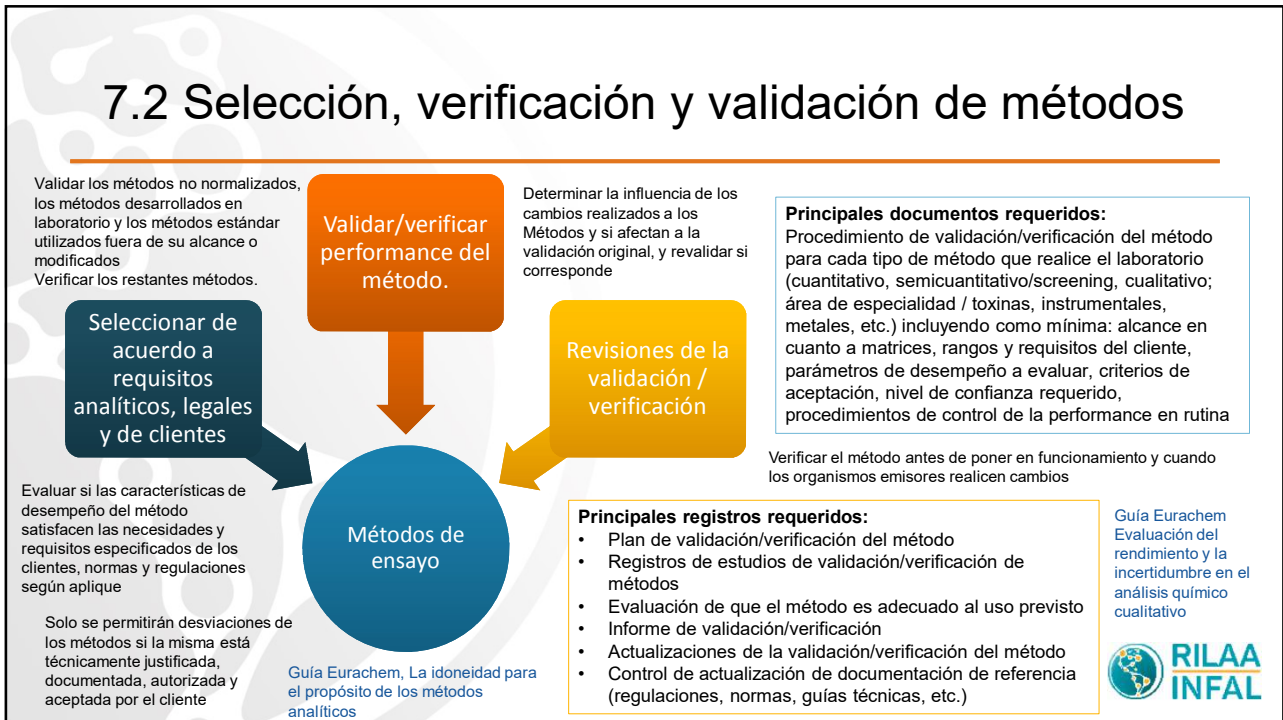 7.2 Selección, verificación y validación de métodos
Validar los métodos no normalizados,
los métodos desarrollados en
laboratorio y los métodos estándar
utilizados fuera de su alcance o
modificados
Verificar los restantes métodos.
Validar/verificar
performance del
método.
Determinar la influencia de los
cambios realizados a los
Métodos y si afectan a la
validación original, y revalidar si
corresponde
Seleccionar de
acuerdo a
requisitos
analíticos, legales
y de clientes
Revisiones de la
validación /
verificación
Principales documentos requeridos:
Procedimiento de validación/verificación del método
para cada tipo de método que realice el laboratorio
(cuantitativo, semicuantitativo/screening, cualitativo;
área de especialidad / toxinas, instrumentales,
metales, etc.) incluyendo como mínima: alcance en
cuanto a matrices, rangos y requisitos del cliente,
parámetros de desempeño a evaluar, criterios de
aceptación, nivel de confianza requerido,
procedimientos de control de la performance en rutina
Verificar el método antes de poner en funcionamiento y cuando
los organismos emisores realicen cambios
Evaluar si las características de
desempeño del método
satisfacen las necesidades y
requisitos especificados de los
clientes, normas y regulaciones
según aplique
Métodos de
ensayo
Solo se permitirán desviaciones de
los métodos si la misma está
técnicamente justificada,
documentada, autorizada y
aceptada por el cliente
Guía Eurachem, La idoneidad para
el propósito de los métodos
analíticos
Principales registros requeridos:
• Plan de validación/verificación del método
• Registros de estudios de validación/verificación de
métodos
• Evaluación de que el método es adecuado al uso previsto
• Informe de validación/verificación
• Actualizaciones de la validación/verificación del método
• Control de actualización de documentación de referencia
(regulaciones, normas, guías técnicas, etc.)
Guía Eurachem
Evaluación del
rendimiento y la
incertidumbre en el
análisis químico
cualitativo
RILAA
INFAL